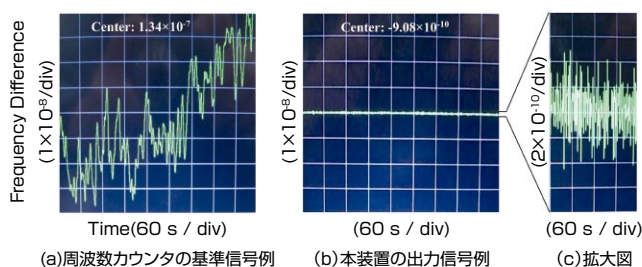 Center: 1.34×10⁻⁷
Frequency Difference
(1×10⁻⁸/div)
Time(60 s / div)
(a)周波数カウンタの基準信号例
Center: -9.08×10⁻¹⁰
(1×10⁻⁸/div)
(60 s / div)
(b)本装置の出力信号例
(2×10⁻¹⁰/div)
(60 s / div)
(c)拡大図